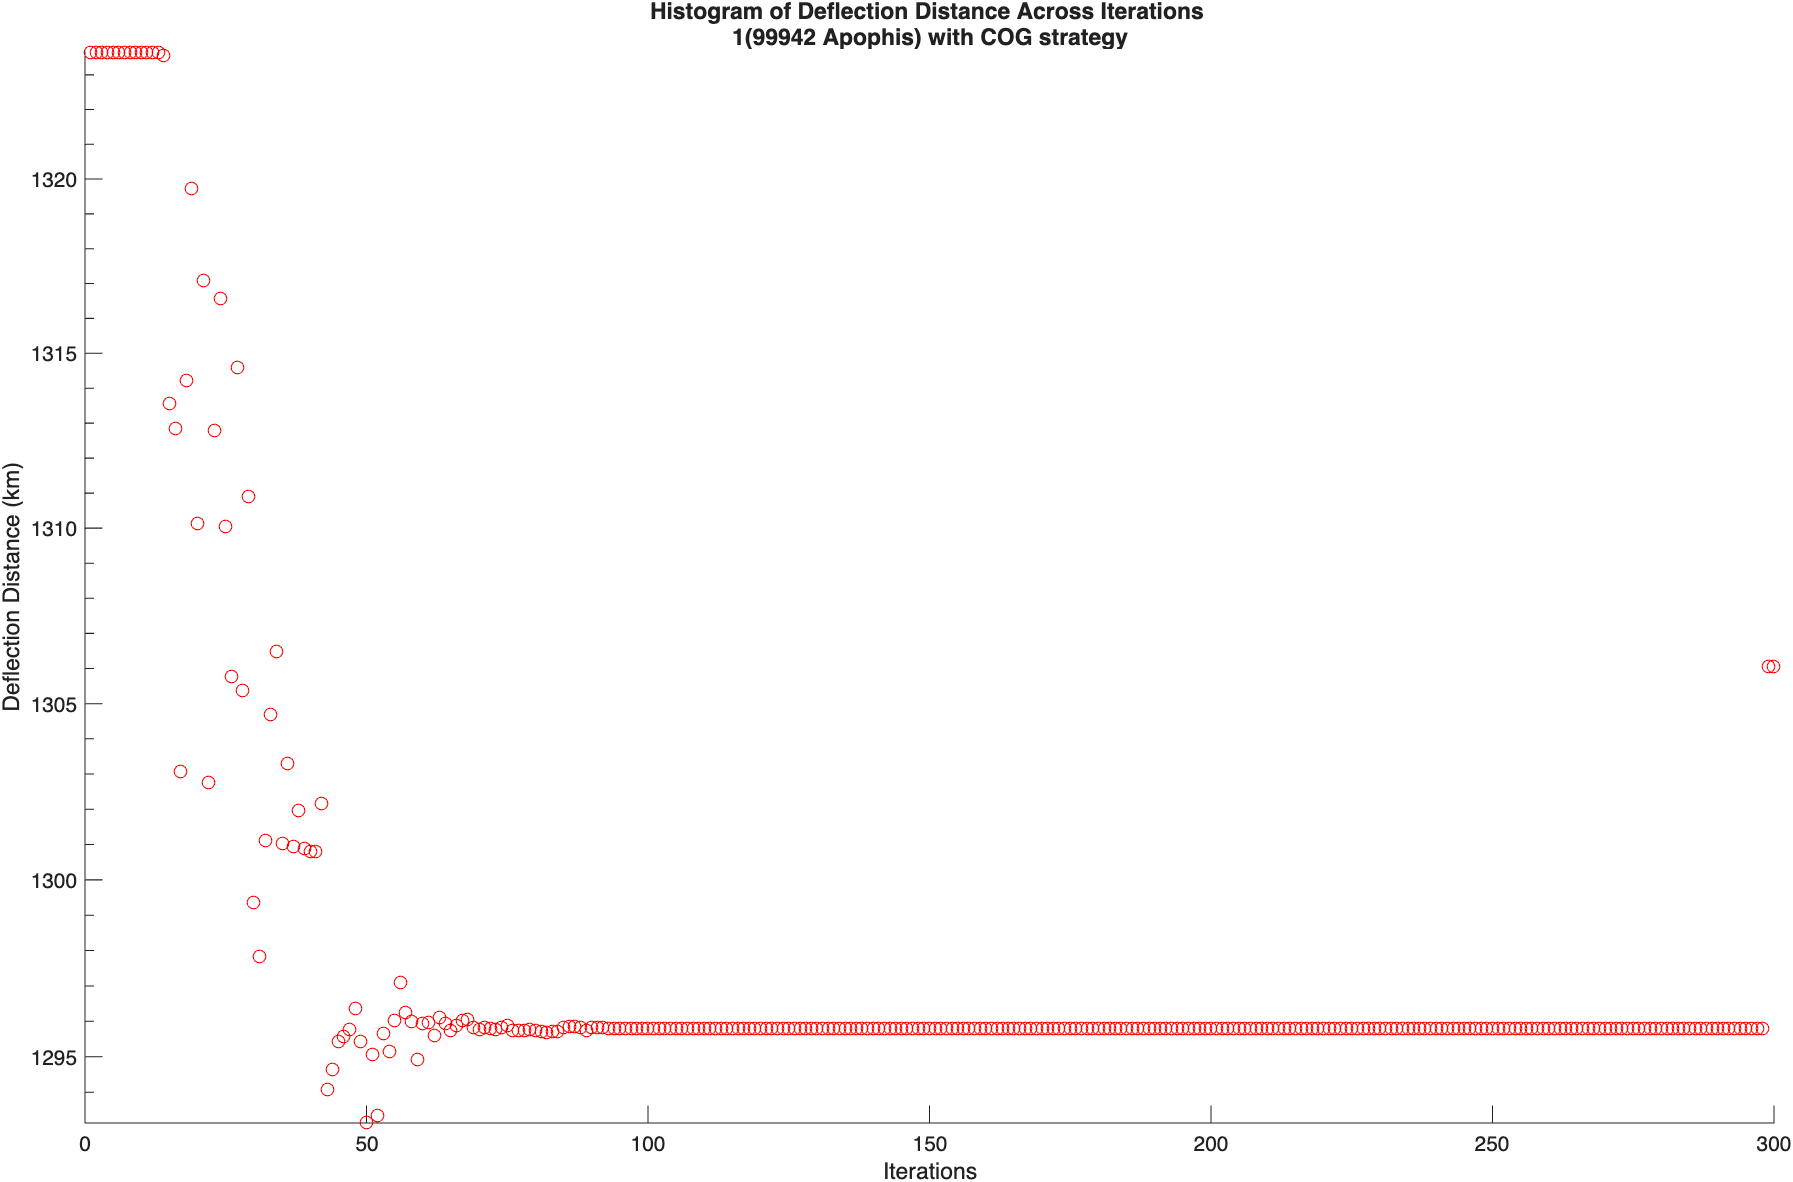 Histogram of Deflection Distance Across Iterations
1(99942 Apophis) with COG strategy
Deflection Distance (km)
1320
1315
1310
1305
1300
1295
0 50 100 150 200 250 300
Iterations